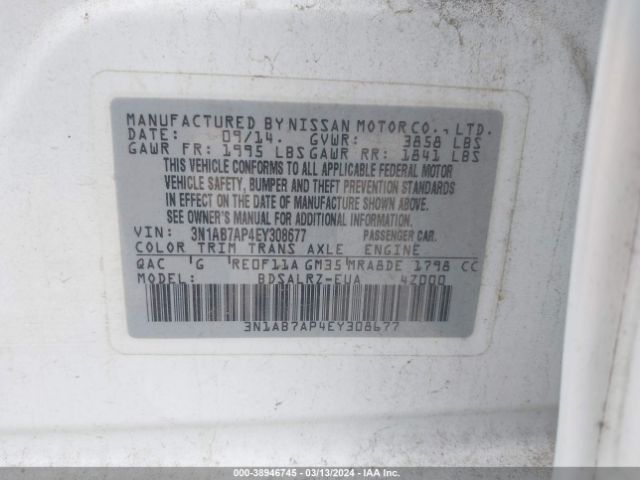 MANUFACTURED BY NISSAN MOTOR CO., LTD.
DATE: 09/14. GVWR: 3858 LBS
GAWR FR: 1995 LBS GAWR RR: 1841 LBS
THIS VEHICLE CONFORMS TO ALL APPLICABLE FEDERAL MOTOR
VEHICLE SAFETY, BUMPER AND THEFT PREVENTION STANDARDS
IN EFFECT ON THE DATE OF MANUFACTURE SHOWN ABOVE.
SEE OWNER'S MANUAL FOR ADDITIONAL INFORMATION.
VIN: 3N1AB7AP4EY308677 PASSENGER CAR.
COLOR TRIM TRANS AXLE ENGINE
QAC G RE0F11A GM35 MRA8DE 1798 CC
MODEL: BDSALRZ-EUA 4Z000
3N1AB7AP4EY308677
000-38946745 - 03/13/2024 - IAA Inc.